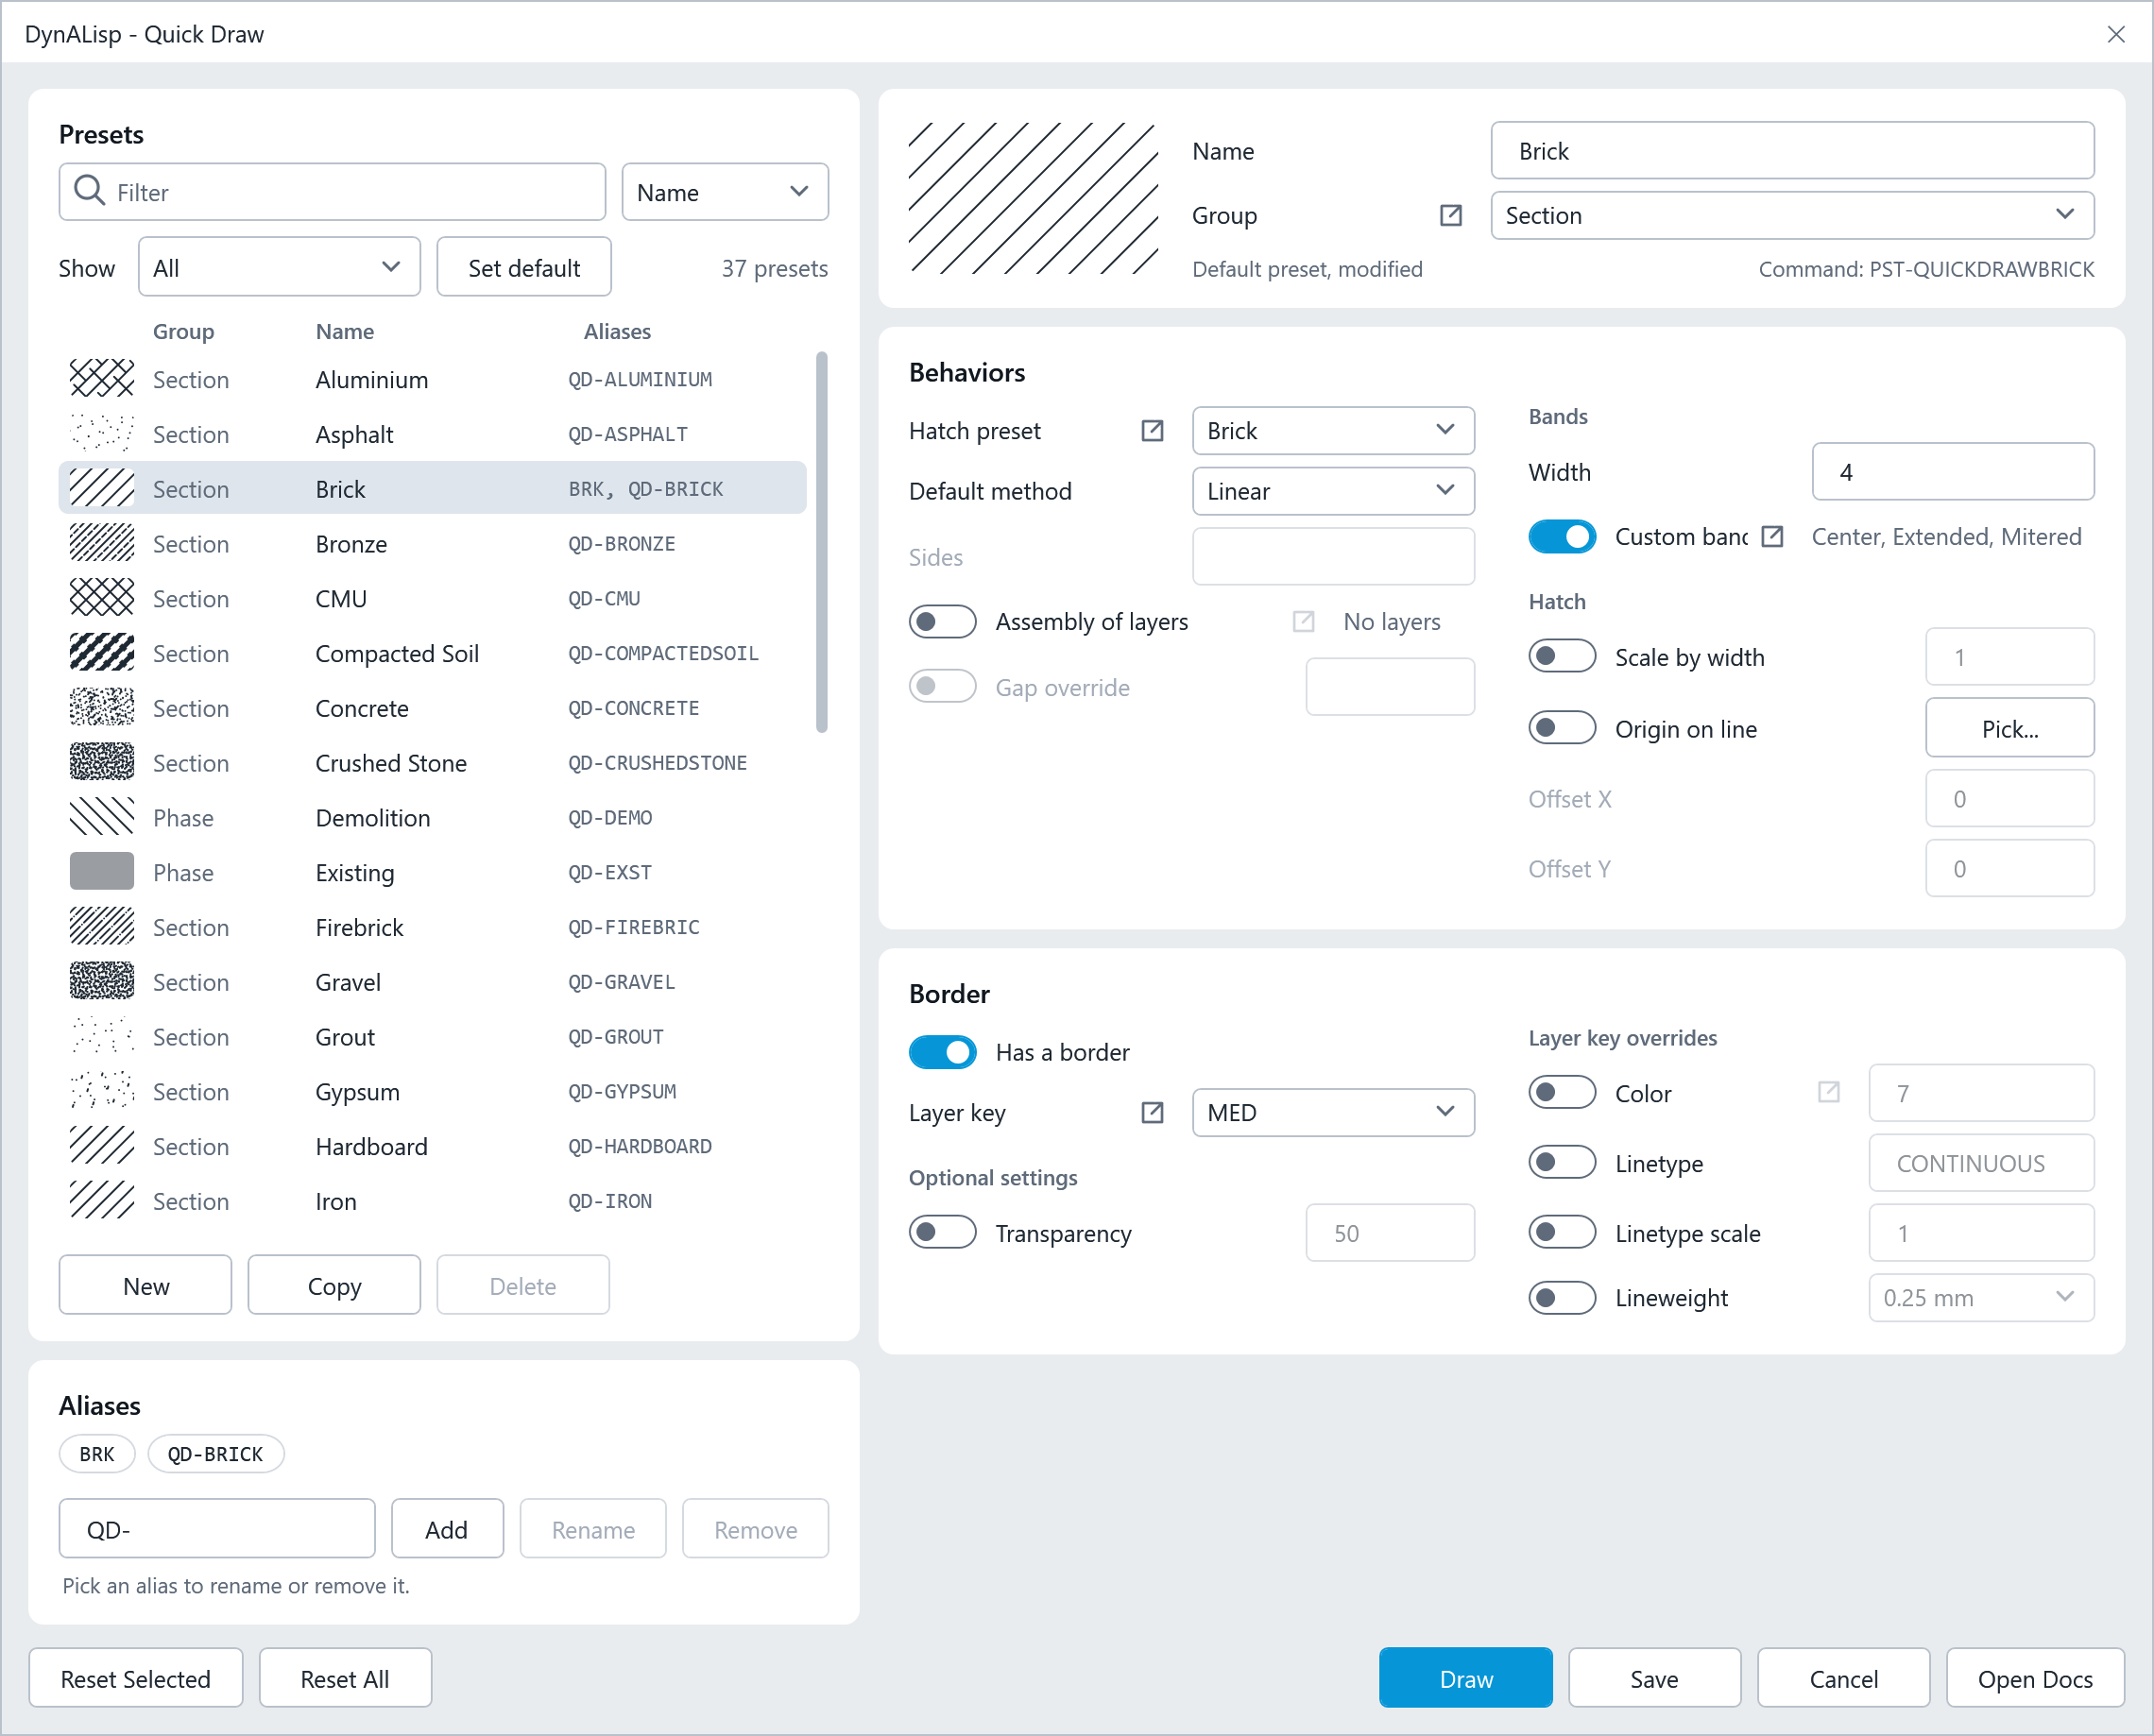 DynALisp - Quick Draw
Presets
Filter
Name
Show
All
Set default
37 presets
Group Name Aliases
Section Aluminium QD-ALUMINIUM
Section Asphalt QD-ASPHALT
Section Brick BRK, QD-BRICK
Section Bronze QD-BRONZE
Section CMU QD-CMU
Section Compacted Soil QD-COMPACTEDSOIL
Section Concrete QD-CONCRETE
Section Crushed Stone QD-CRUSHEDSTONE
Phase Demolition QD-DEMO
Phase Existing QD-EXST
Section Firebrick QD-FIREBRIC
Section Gravel QD-GRAVEL
Section Grout QD-GROUT
Section Gypsum QD-GYPSUM
Section Hardboard QD-HARDBOARD
Section Iron QD-IRON
New Copy Delete
Aliases
BRK QD-BRICK
QD- Add Rename Remove
Pick an alias to rename or remove it.
Name Brick
Group Section
Default preset, modified Command: PST-QUICKDRAWBRICK
Behaviors
Hatch preset Brick
Default method Linear
Sides
Assembly of layers No layers
Gap override
Bands
Width 4
Custom banc Center, Extended, Mitered
Hatch
Scale by width 1
Origin on line Pick...
Offset X 0
Offset Y 0
Border
Has a border
Layer key MED
Optional settings
Transparency 50
Layer key overrides
Color 7
Linetype CONTINUOUS
Linetype scale 1
Lineweight 0.25 mm
Reset Selected Reset All Draw Save Cancel Open Docs